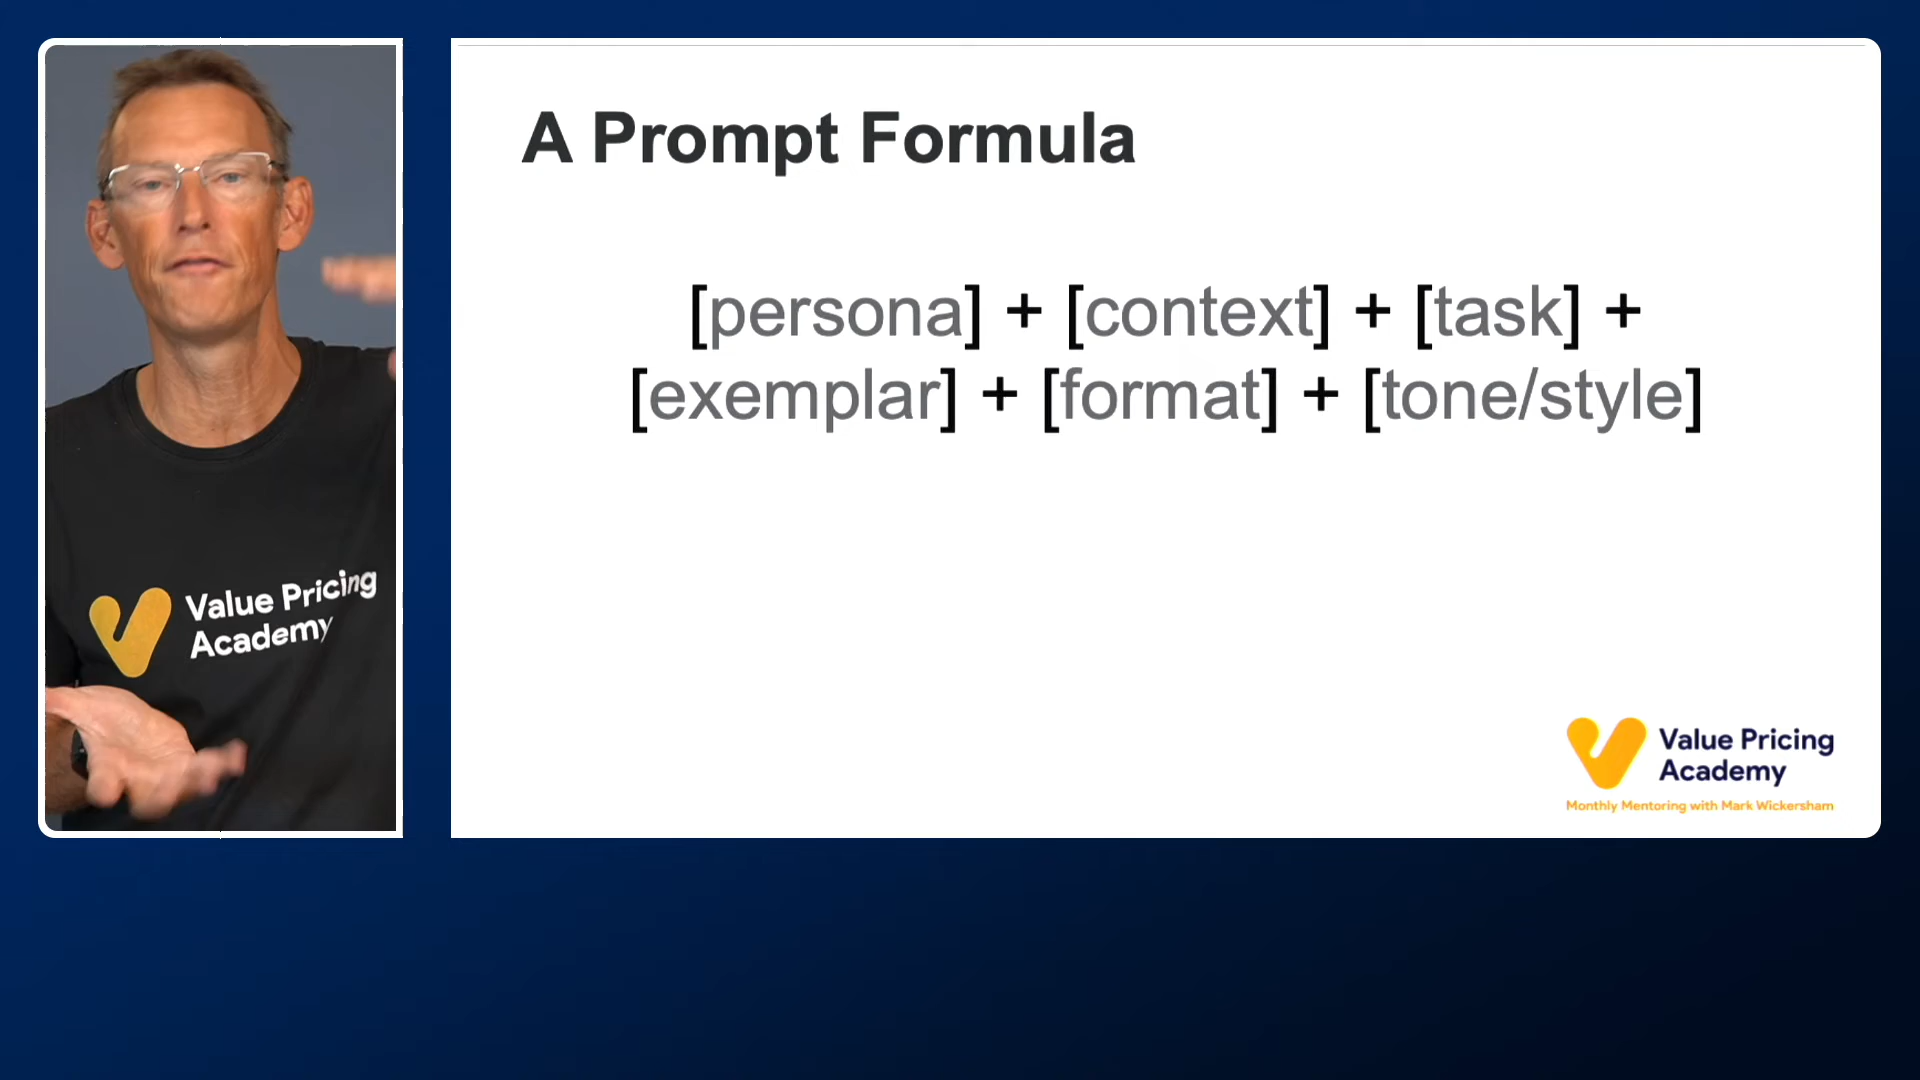 A Prompt Formula
[persona] + [context] + [task] +
[exemplar] + [format] + [tone/style]
Value Pricing
Academy
Value Pricing
Academy
Monthly Mentoring with Mark Wickersham